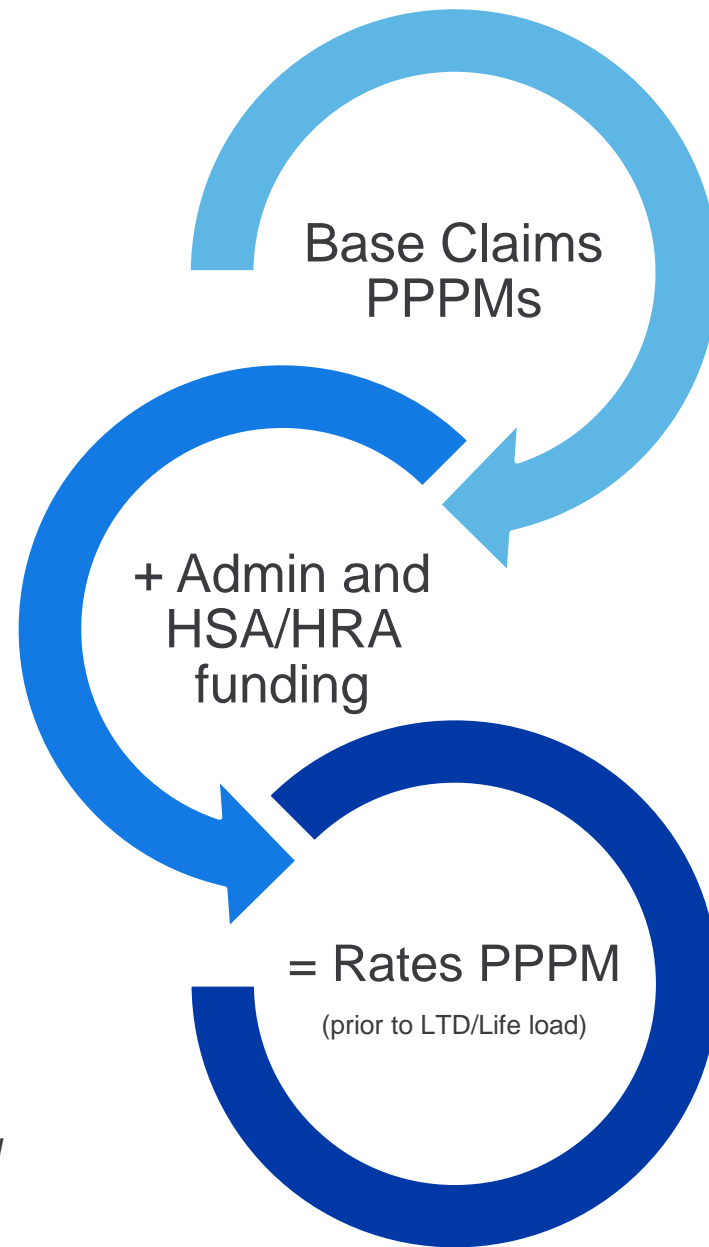 Base Claims
PPPMs
+ Admin and
HSA/HRA
funding
= Rates PPPM
(prior to LTD/Life load)